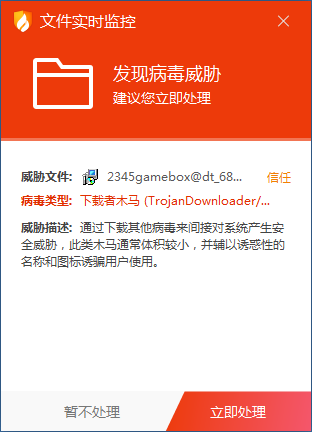 文件实时监控
发现病毒威胁
建议您立即处理
威胁文件: 2345gamebox@dt_68... 信任
病毒类型: 下载者木马 (TrojanDownloader/...
威胁描述: 通过下载其他病毒来间接对系统产生安
全威胁，此类木马通常体积较小，并辅以诱惑性的
名称和图标诱骗用户使用。
暂不处理 立即处理